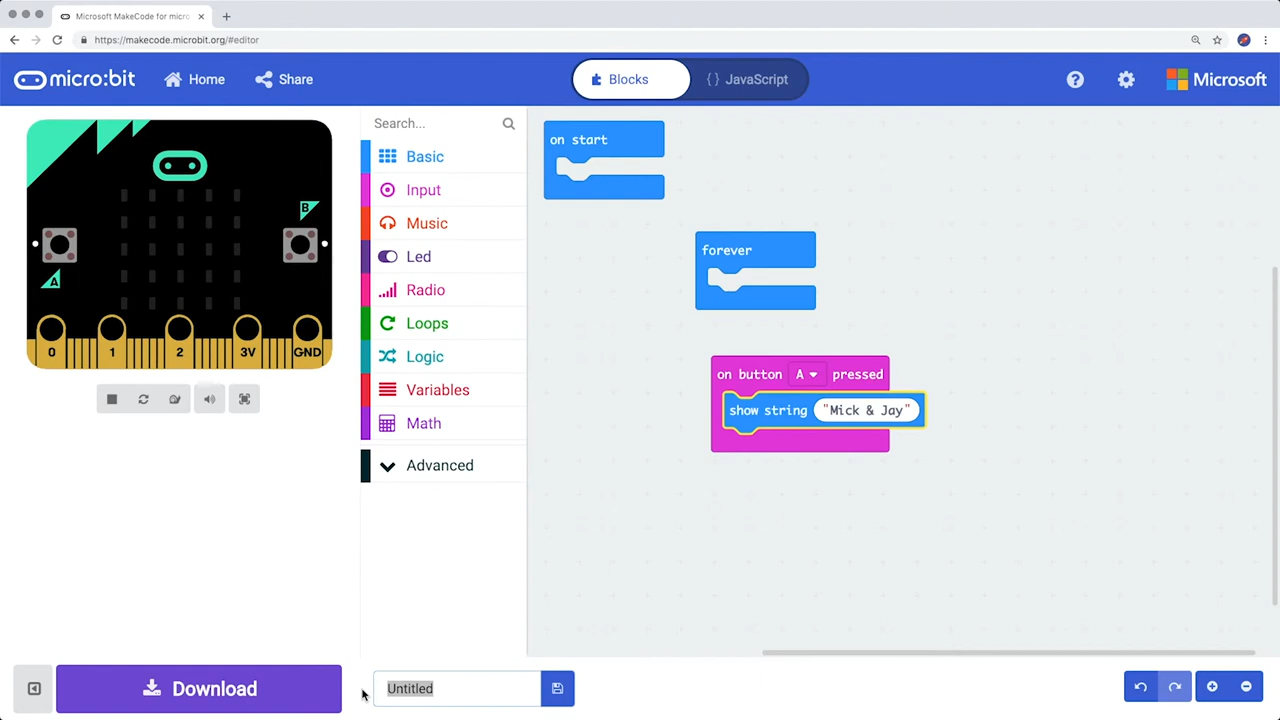 Microsoft MakeCode for micro
https://makecode.microbit.org/#editor
micro:bit
Home
Share
Blocks
{ } JavaScript
?
Microsoft
Search...
Basic
Input
Music
Led
Radio
Loops
Logic
Variables
Math
Advanced
B
A
0
1
2
3V
GND
on start
forever
on button A pressed
show string "Mick & Jay"
Download
Untitled